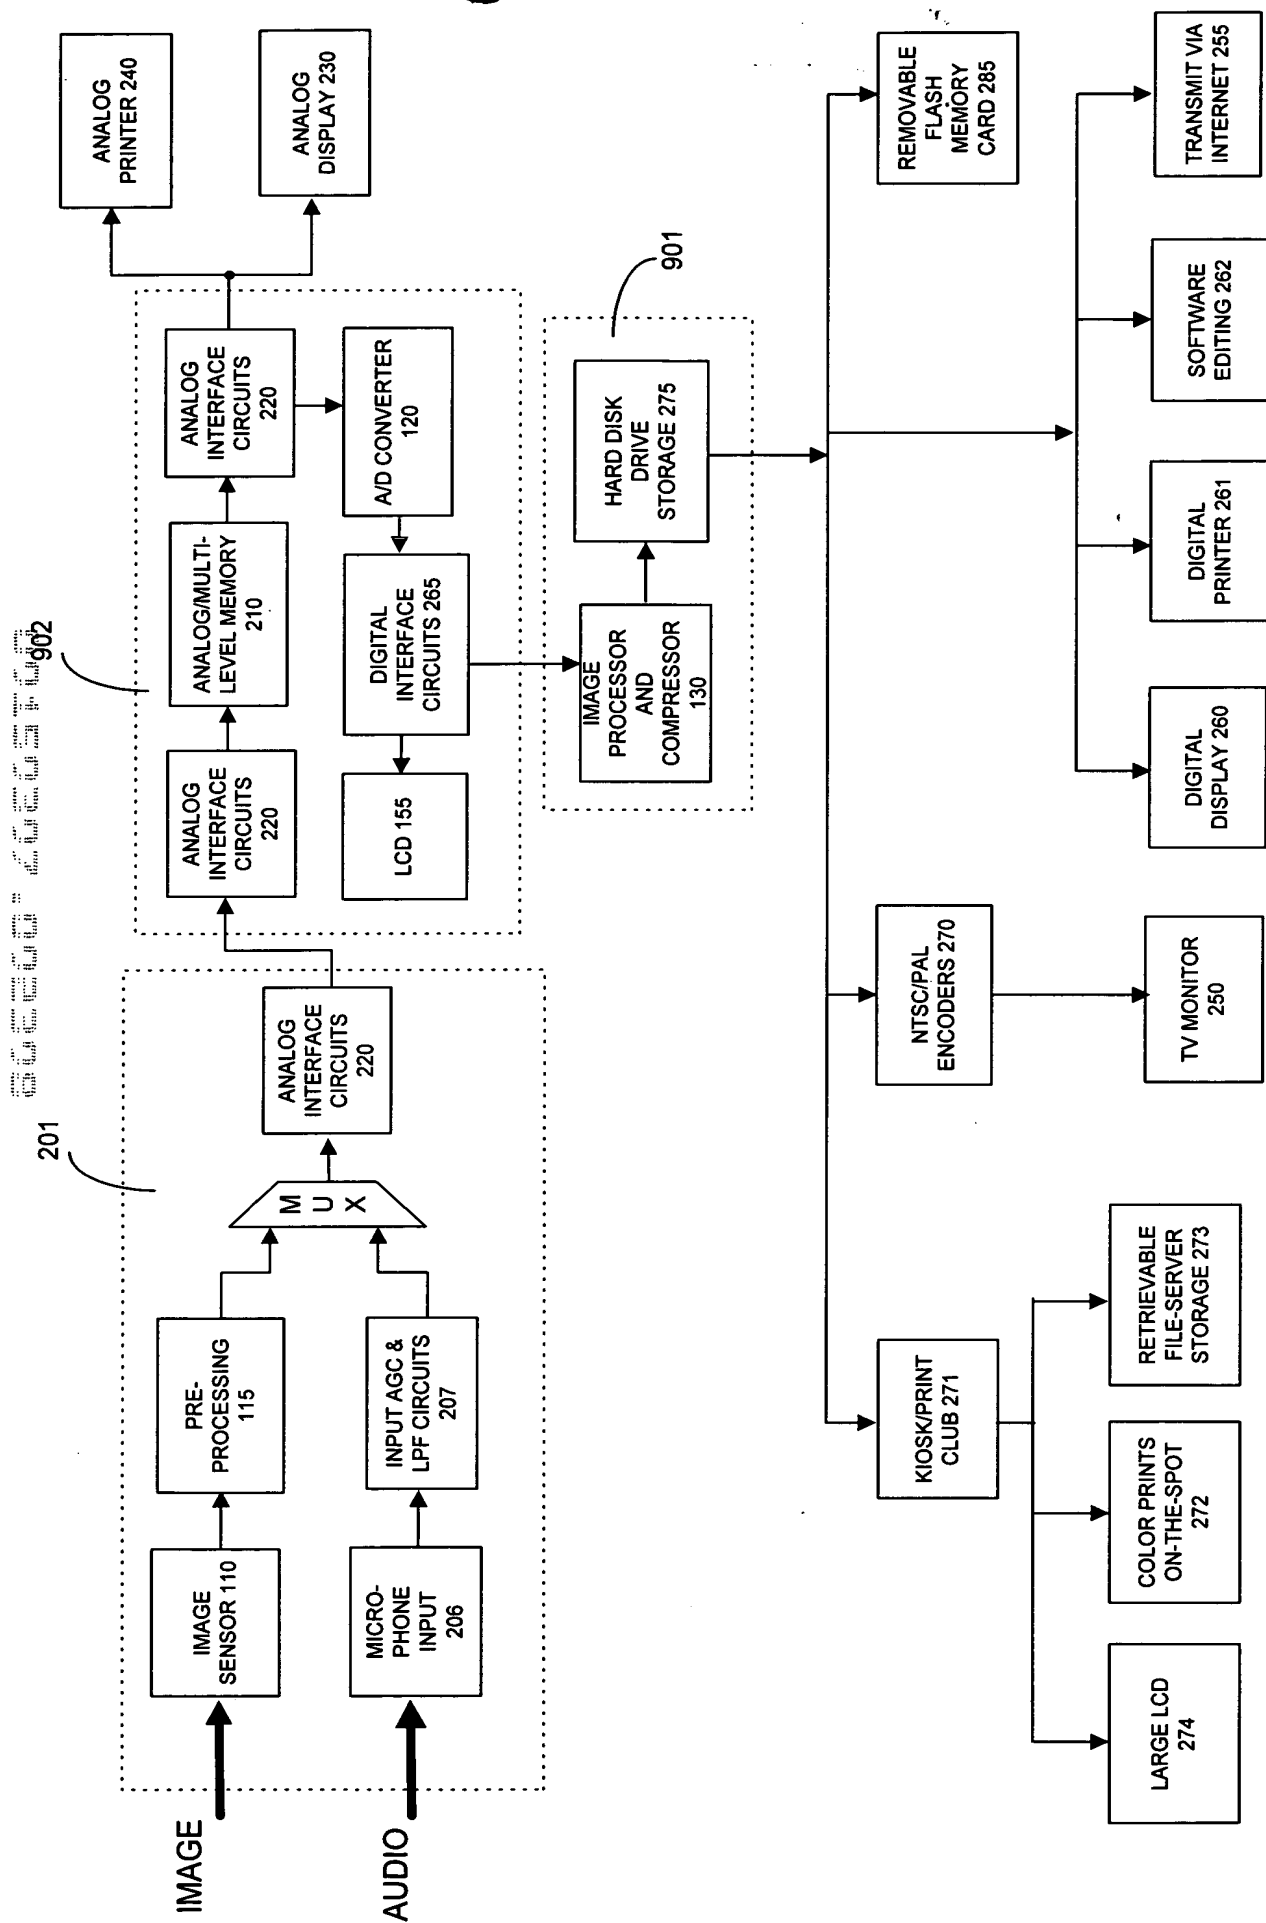 IMAGE
AUDIO
201
IMAGE
SENSOR 110
PRE-
PROCESSING
115
MICRO-
PHONE
INPUT
206
INPUT AGC &
LPF CIRCUITS
207
M
U
X
ANALOG
INTERFACE
CIRCUITS
220
902
ANALOG
INTERFACE
CIRCUITS
220
ANALOG/MULTI-
LEVEL MEMORY
210
ANALOG
INTERFACE
CIRCUITS
220
LCD 155
DIGITAL
INTERFACE
CIRCUITS 265
A/D CONVERTER
120
ANALOG
PRINTER 240
ANALOG
DISPLAY 230
901
IMAGE
PROCESSOR
AND
COMPRESSOR
130
HARD DISK
DRIVE
STORAGE 275
KIOSK/PRINT
CLUB 271
NTSC/PAL
ENCODERS 270
REMOVABLE
FLASH
MEMORY
CARD 285
LARGE LCD
274
COLOR PRINTS
ON-THE-SPOT
272
RETRIEVABLE
FILE-SERVER
STORAGE 273
TV MONITOR
250
DIGITAL
DISPLAY 260
DIGITAL
PRINTER 261
SOFTWARE
EDITING 262
TRANSMIT VIA
INTERNET 255